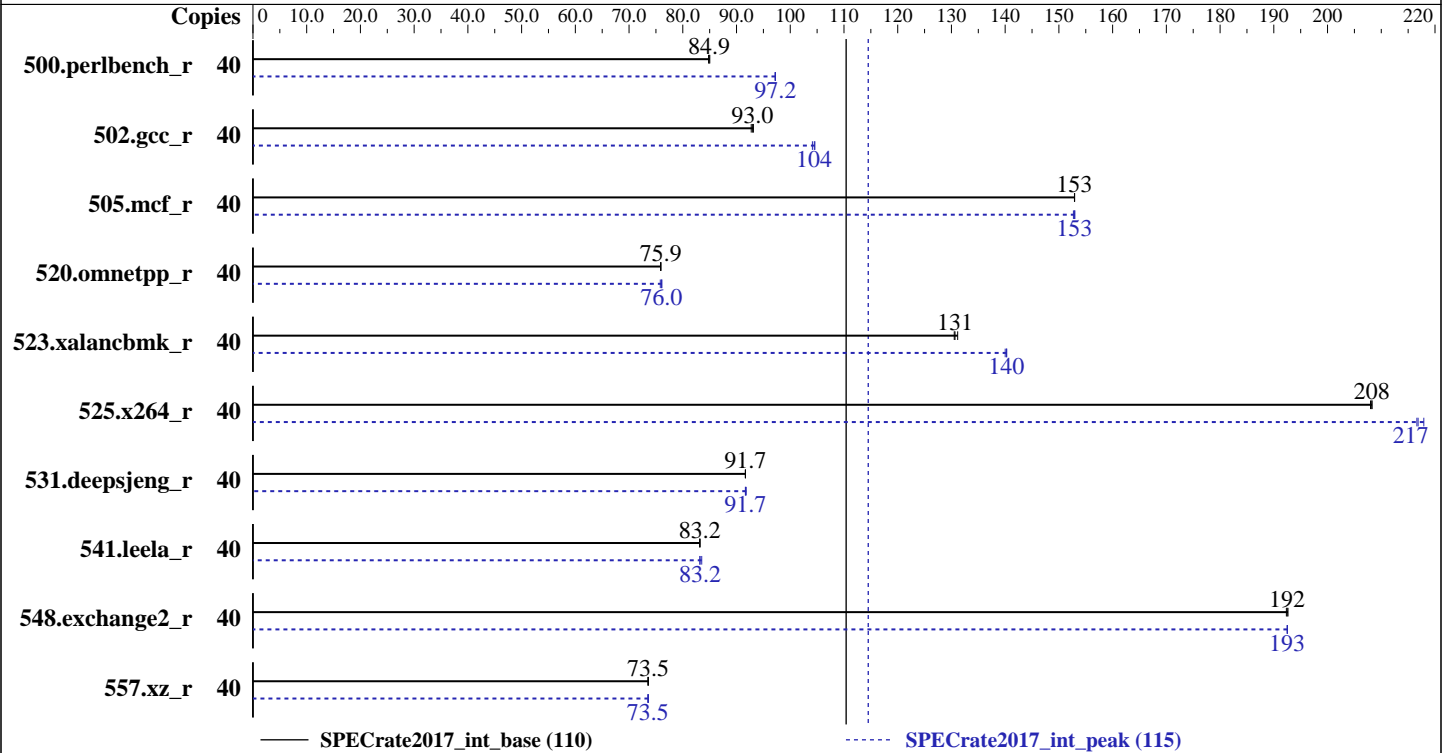 Copies 0 10.0 20.0 30.0 40.0 50.0 60.0 70.0 80.0 90.0 100 110 120 130 140 150 160 170 180 190 200 220
84.9
500.perlbench_r 40
97.2
93.0
502.gcc_r 40
104
153
505.mcf_r 40
153
75.9
520.omnetpp_r 40
76.0
131
523.xalancbmk_r 40
140
208
525.x264_r 40
217
91.7
531.deepsjeng_r 40
91.7
83.2
541.leela_r 40
83.2
192
548.exchange2_r 40
193
73.5
557.xz_r 40
73.5
SPECrate2017_int_base (110) SPECrate2017_int_peak (115)